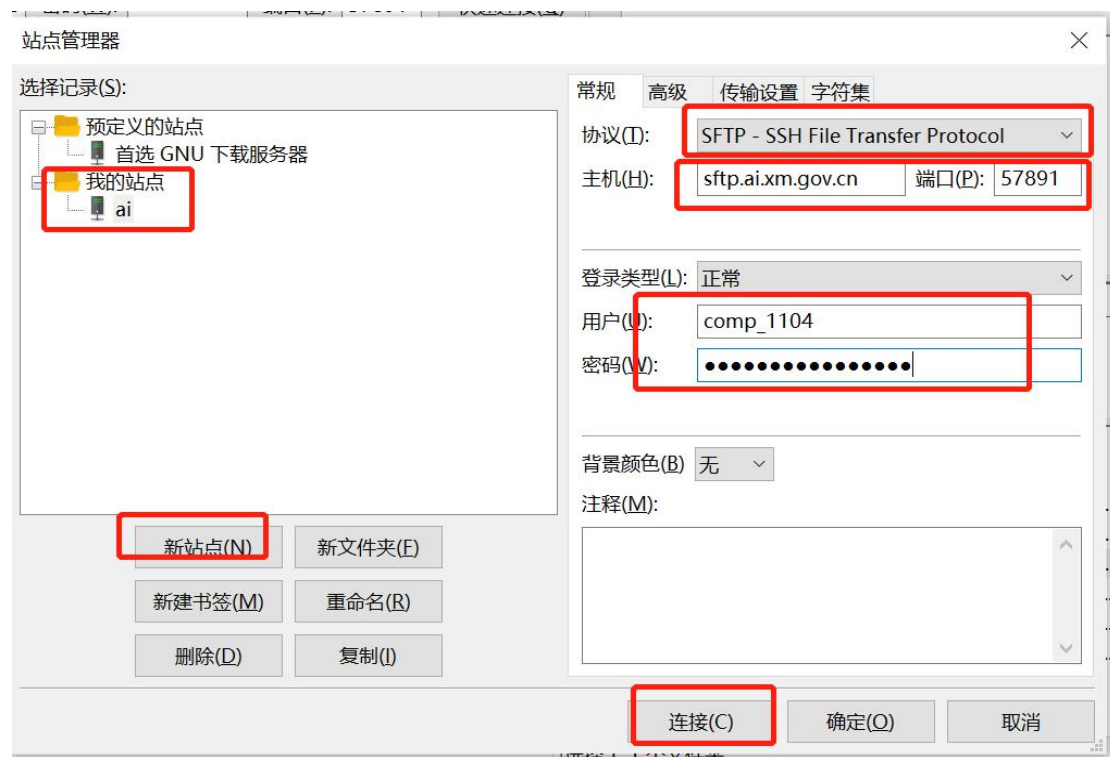 站点管理器
选择记录(S):
预定义的站点
首选 GNU 下载服务器
我的站点
ai
新站点(N)
新文件夹(F)
新建书签(M)
重命名(R)
删除(D)
复制(I)
常规 高级 传输设置 字符集
协议(T): SFTP - SSH File Transfer Protocol
主机(H): sftp.ai.xm.gov.cn 端口(P): 57891
登录类型(L): 正常
用户(U): comp_1104
密码(W): ●●●●●●●●●●●●●●●●
背景颜色(B) 无
注释(M):
连接(C) 确定(O) 取消